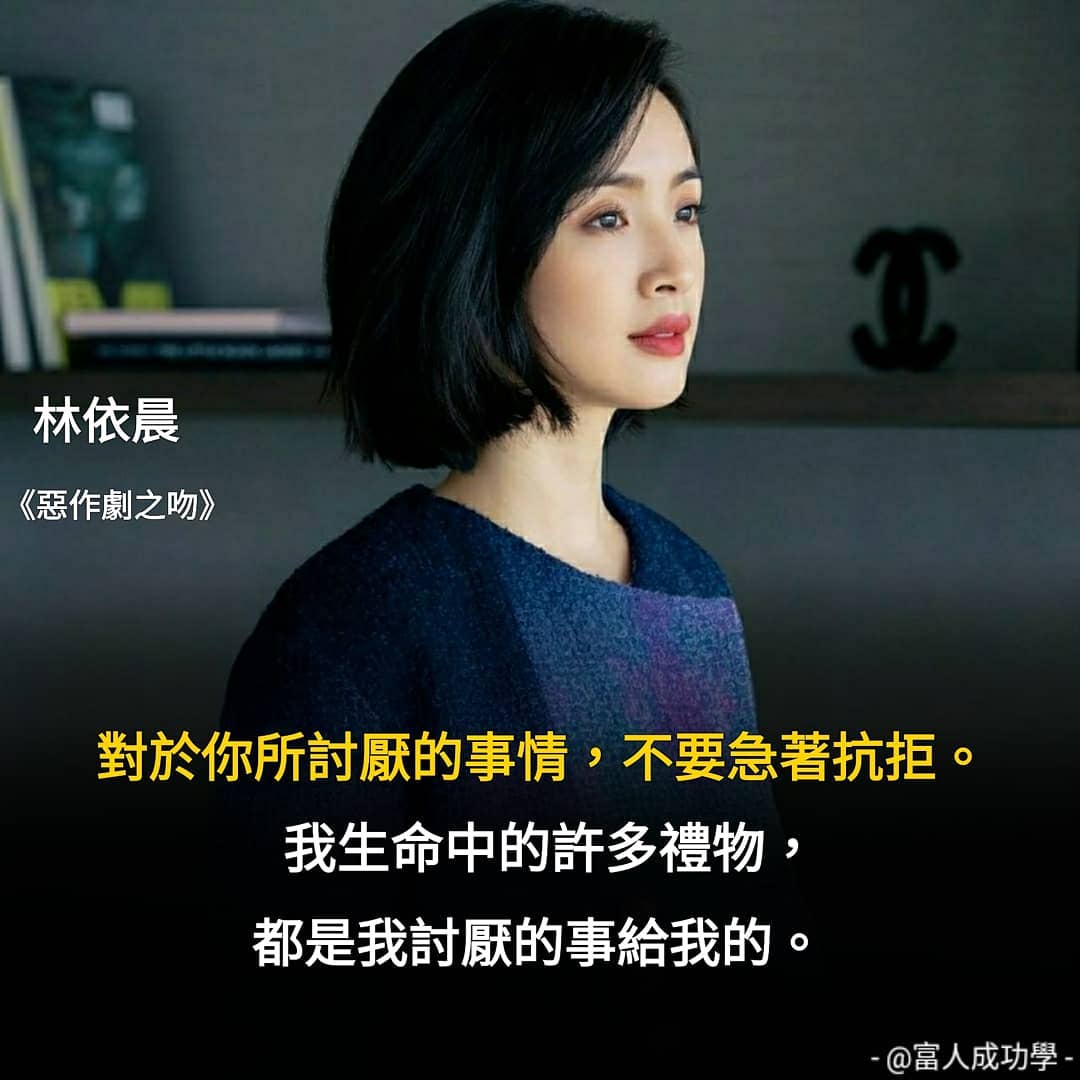 林依晨
《惡作劇之吻》
對於你所討厭的事情，不要急著抗拒。
我生命中的許多禮物，
都是我討厭的事給我的。
- @富人成功學 -